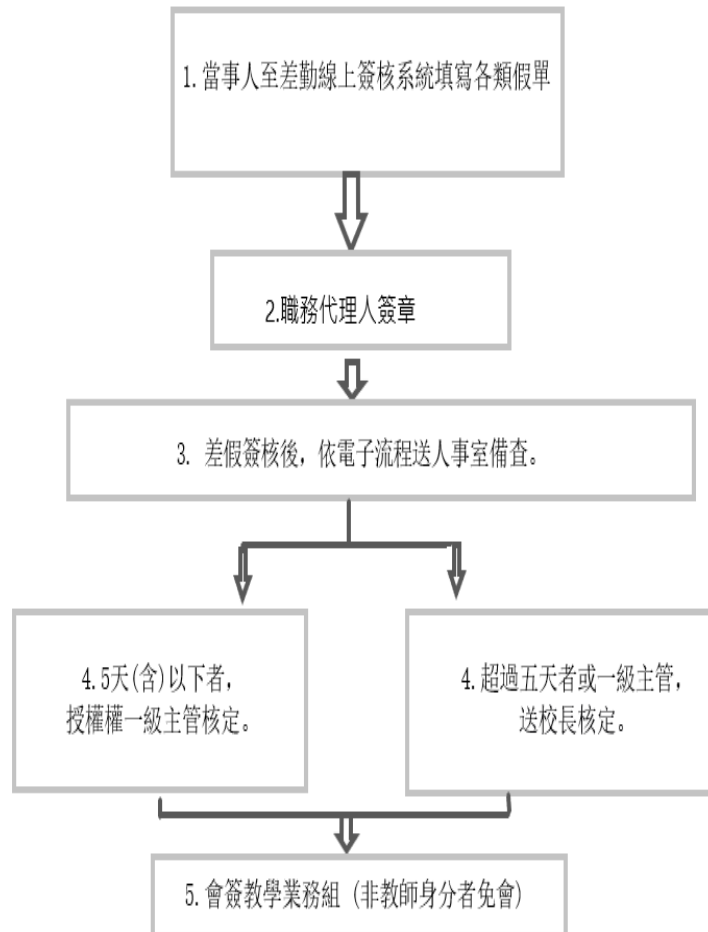 1. 當事人至差勤線上簽核系統填寫各類假單
2.職務代理人簽章
3. 差假簽核後，依電子流程送人事室備查。
4. 5天(含)以下者，
授權權一級主管核定。
4. 超過五天者或一級主管，
送校長核定。
5. 會簽教學業務組 (非教師身分者免會)